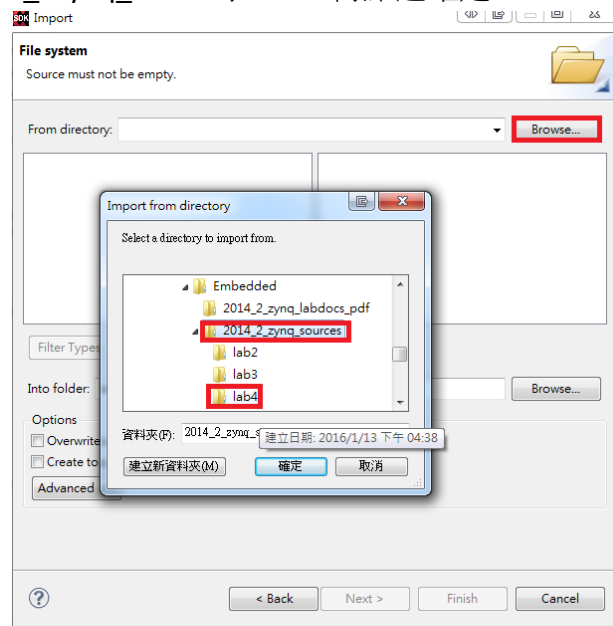 SDK Import
File system
Source must not be empty.
From directory:
Browse...
Import from directory
Select a directory to import from.
Embedded
2014_2_zynq_labdocs_pdf
2014_2_zynq_sources
lab2
lab3
lab4
Filter Types
Into folder:
Browse...
資料夾(F): 2014_2_zynq_s
建立日期: 2016/1/13 下午 04:38
Options
Overwrite
Create to
建立新資料夾(M) 確定 取消
Advanced
? < Back Next > Finish Cancel